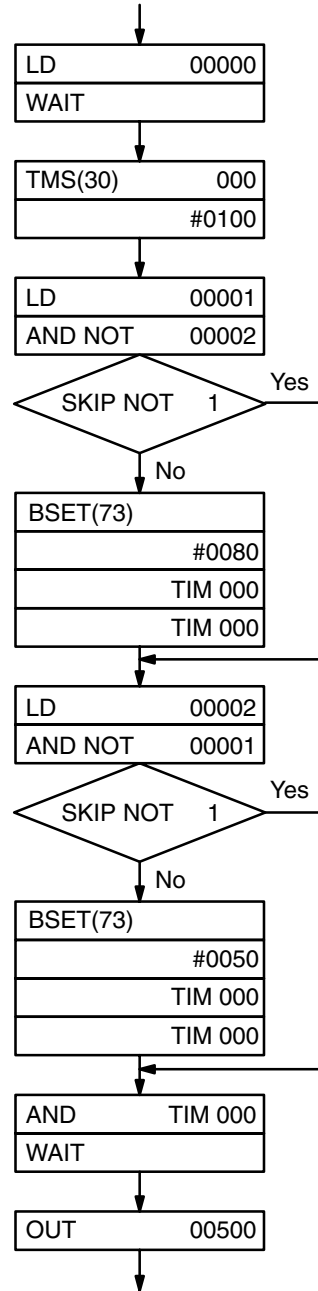 LD 00000
WAIT
TMS(30) 000
#0100
LD 00001
AND NOT 00002
SKIP NOT 1 Yes
No
BSET(73)
#0080
TIM 000
TIM 000
LD 00002
AND NOT 00001
SKIP NOT 1 Yes
No
BSET(73)
#0050
TIM 000
TIM 000
AND TIM 000
WAIT
OUT 00500